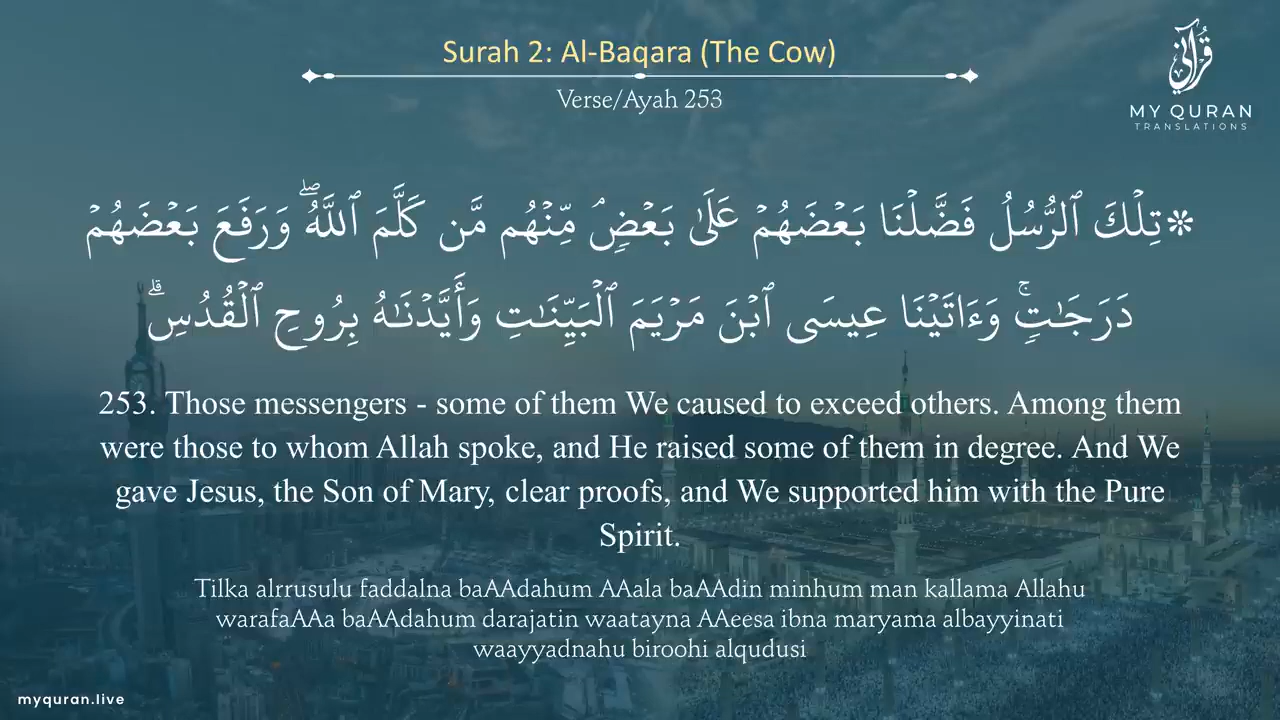 Surah 2: Al-Baqara (The Cow)
Verse/Ayah 253
MY QURAN
TRANSLATIONS
۞تِلۡكَ ٱلرُّسُلُ فَضَّلۡنَا بَعۡضَهُمۡ عَلَىٰ بَعۡضٖۘ مِّنۡهُم مَّن كَلَّمَ ٱللَّهُۖ وَرَفَعَ بَعۡضَهُمۡ
دَرَجَٰتٖۚ وَءَاتَيۡنَا عِيسَى ٱبۡنَ مَرۡيَمَ ٱلۡبَيِّنَٰتِ وَأَيَّدۡنَٰهُ بِرُوحِ ٱلۡقُدُسِۗ
253. Those messengers - some of them We caused to exceed others. Among them
were those to whom Allah spoke, and He raised some of them in degree. And We
gave Jesus, the Son of Mary, clear proofs, and We supported him with the Pure
Spirit.
Tilka alrrusulu faddalna baAAdahum AAala baAAdin minhum man kallama Allahu
warafaAAa baAAdahum darajatin waatayna AAeesa ibna maryama albayyinati
waayyadnahu biroohi alqudusi
myquran.live